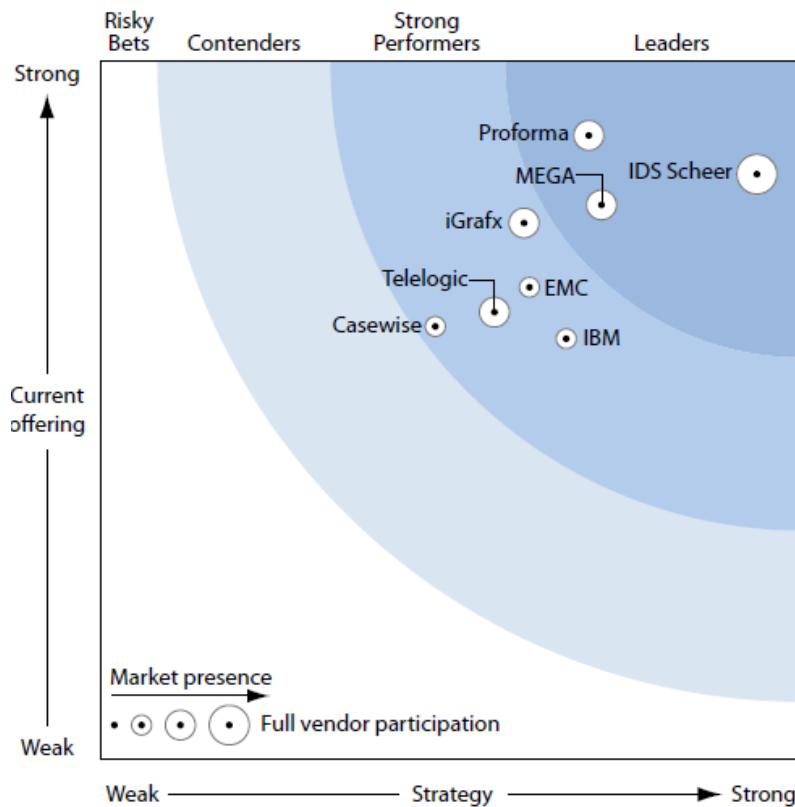 Risky
Bets
Contenders
Strong
Performers
Leaders
Strong
Proforma
MEGA
IDS Scheer
iGrafx
Telelogic
EMC
Casewise
IBM
Current
offering
Market presence
Full vendor participation
Weak
Weak
Strategy
Strong